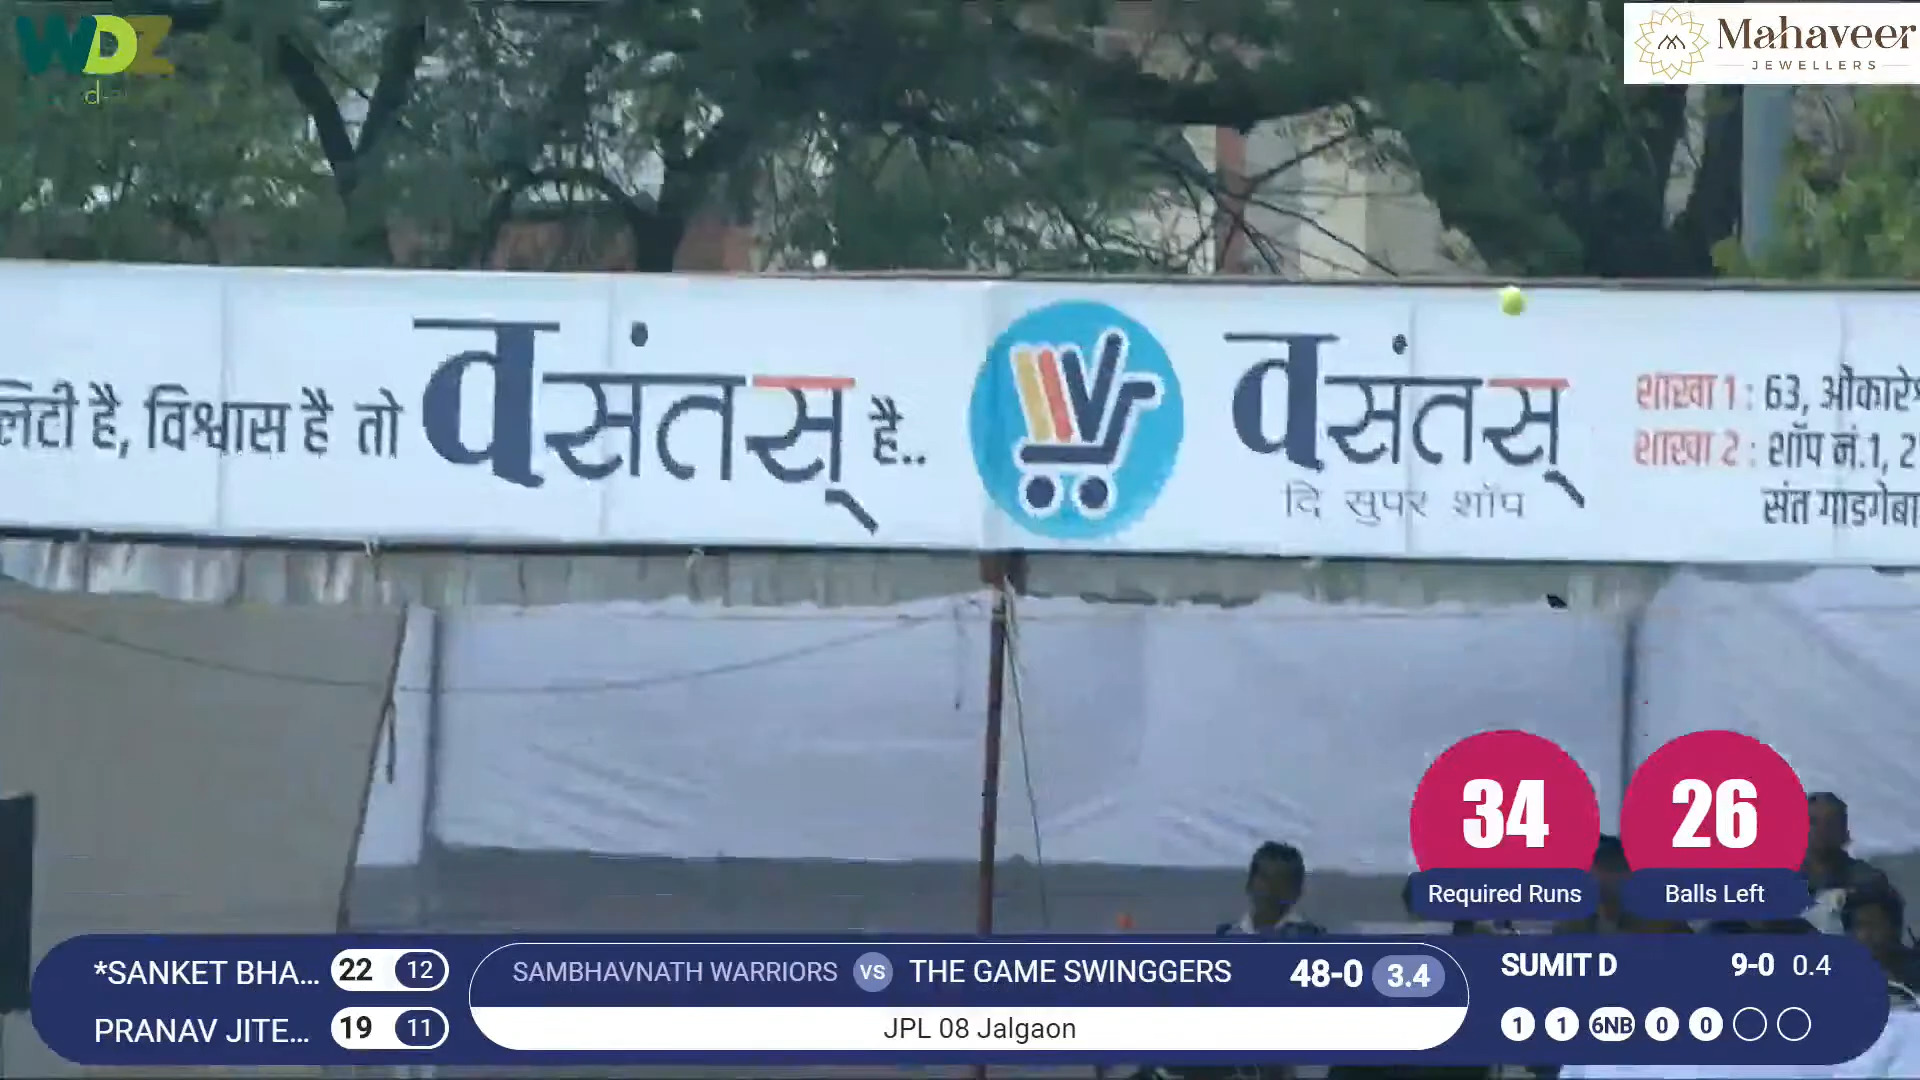 WDZ
Mahaveer
JEWELLERS
है, विश्वास है तो वसंतस् है..
वसंतस्
दि सुपर शॉप
शाखा 1 : 63,
शाखा 2 : शॉप नं.1, 2
संत
34
Required Runs
26
Balls Left
*SANKET BHA... 22 12
PRANAV JITE... 19 11
SAMBHAVNATH WARRIORS VS THE GAME SWINGGERS 48-0 3.4
JPL 08 Jalgaon
SUMIT D 9-0 0.4
1 1 6NB 0 0